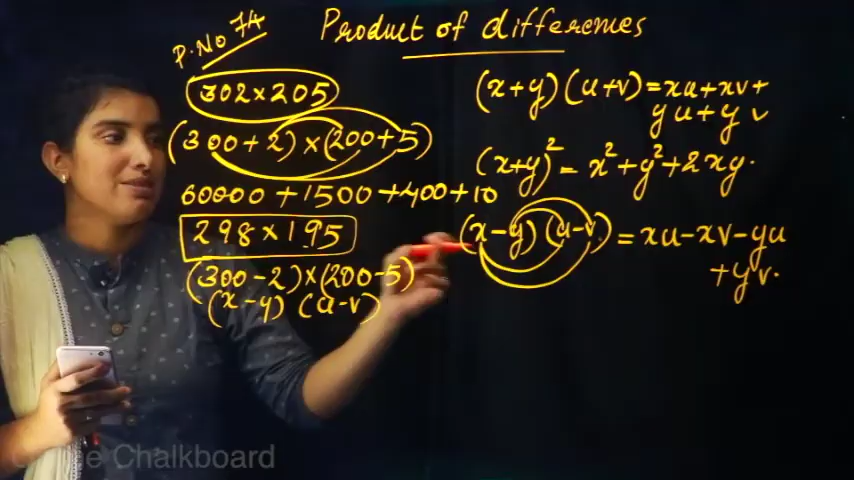 P.No 74
Product of differences
302 × 205
(300 + 2) × (200 + 5)
60000 + 1500 + 400 + 10
298 × 195
(300 - 2) × (200 - 5)
(x - y) (u - v)
(x + y) (u + v) = xu + xv +
yu + yv
(x+y)² = x² + y² + 2xy.
(x - y) (u - v) = xu - xv - yu
+ yv.
Chalkboard